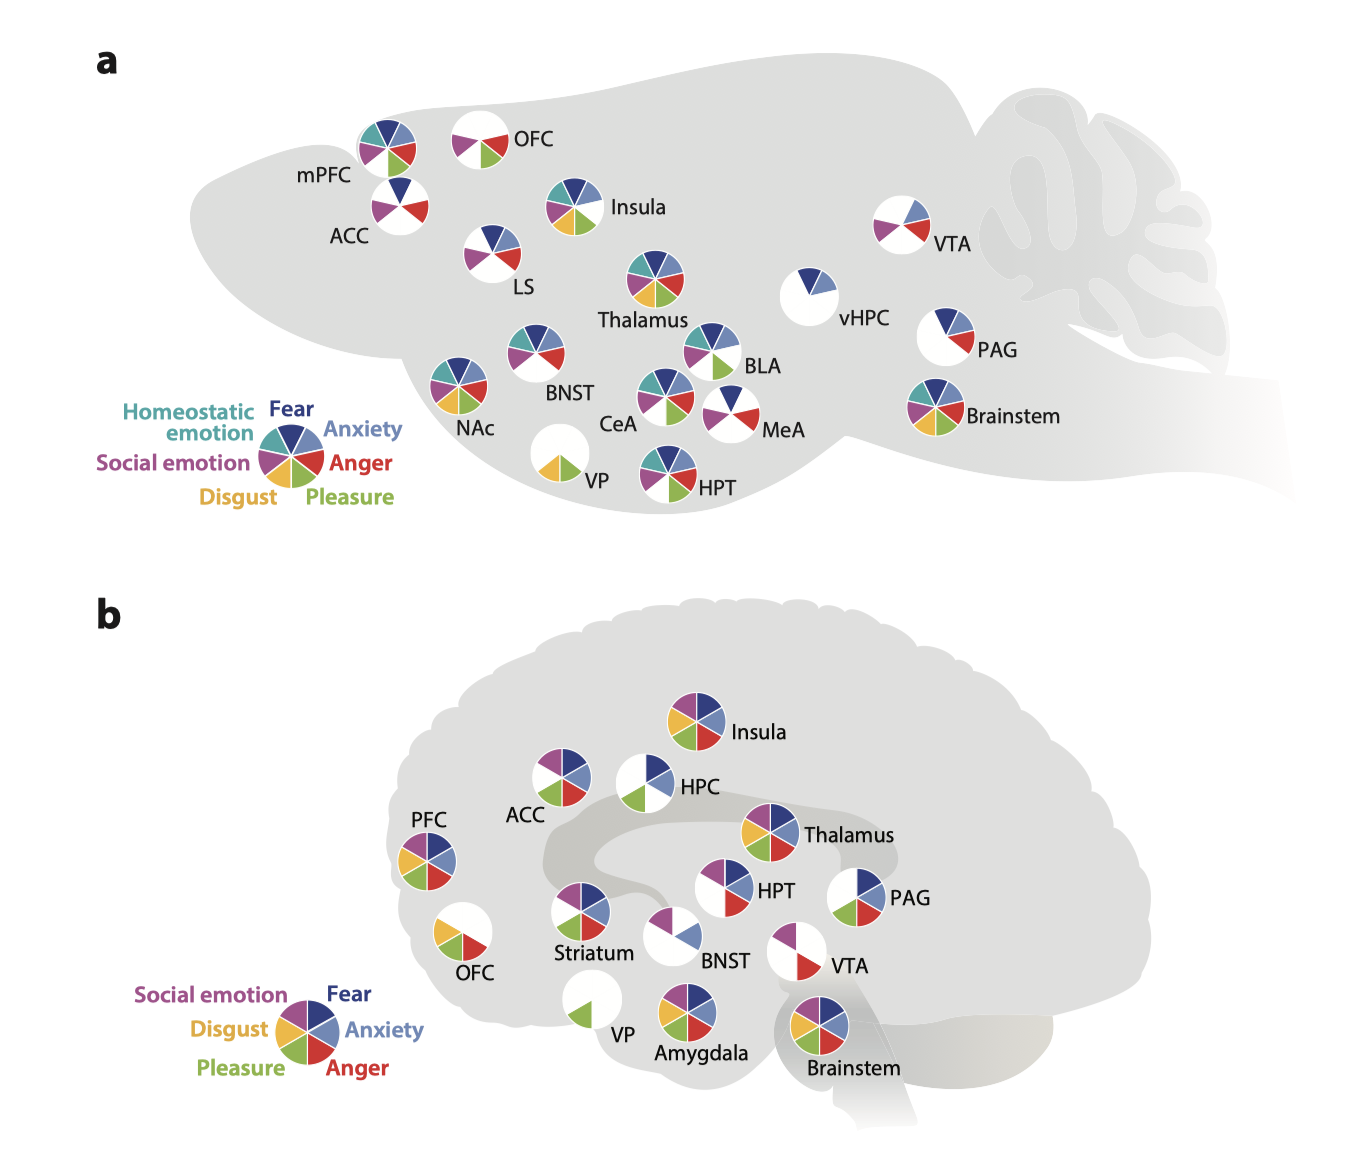 a
OFC
mPFC
ACC
Insula
LS
VTA
Thalamus
vHPC
PAG
BLA
BNST
CeA
MeA
NAc
Brainstem
VP
HPT
Homeostatic
emotion
Fear
Anxiety
Social emotion
Anger
Disgust
Pleasure
b
Insula
ACC
HPC
PFC
Thalamus
HPT
PAG
Striatum
BNST
VTA
OFC
VP
Amygdala
Brainstem
Social emotion
Fear
Disgust
Anxiety
Pleasure
Anger